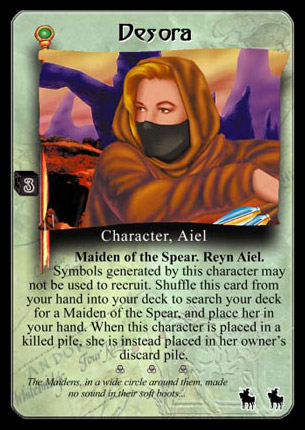 Desora
3
Character, Aiel
Maiden of the Spear. Reyn Aiel.
Symbols generated by this character may
not be used to recruit. Shuffle this card from
your hand into your deck to search your deck
for a Maiden of the Spear, and place her in
your hand. When this character is placed in a
killed pile, she is instead placed in her owner's
discard pile.
The Maidens, in a wide circle around them, made
no sound in their soft boots...